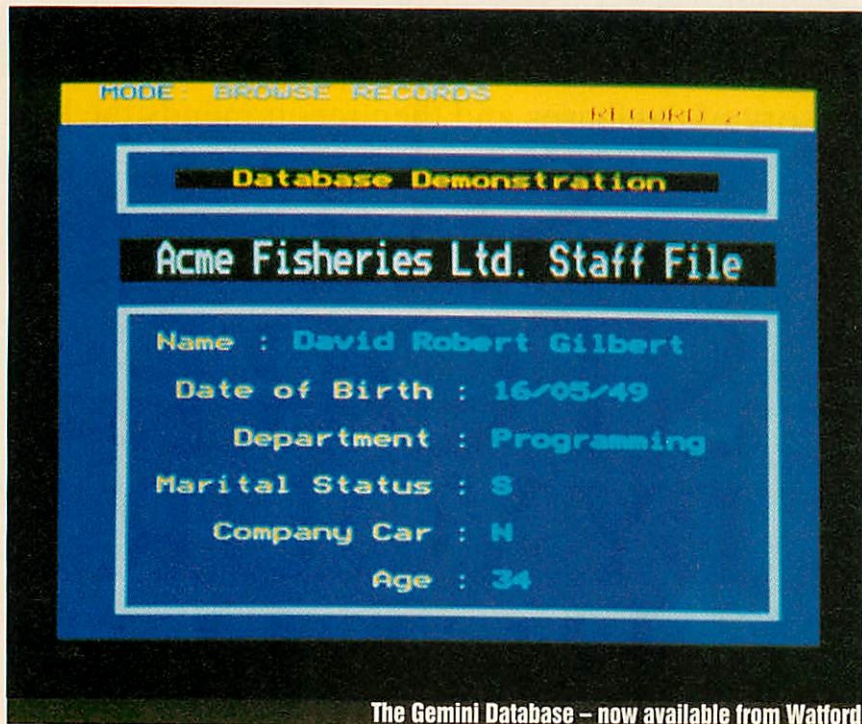 MODE: BROWSE RECORDS
RECORD 2
Database Demonstration
Acme Fisheries Ltd. Staff File
Name : David Robert Gilbert
Date of Birth : 16/05/49
Department : Programming
Marital Status : S
Company Car : N
Age : 34
The Gemini Database – now available from Watford